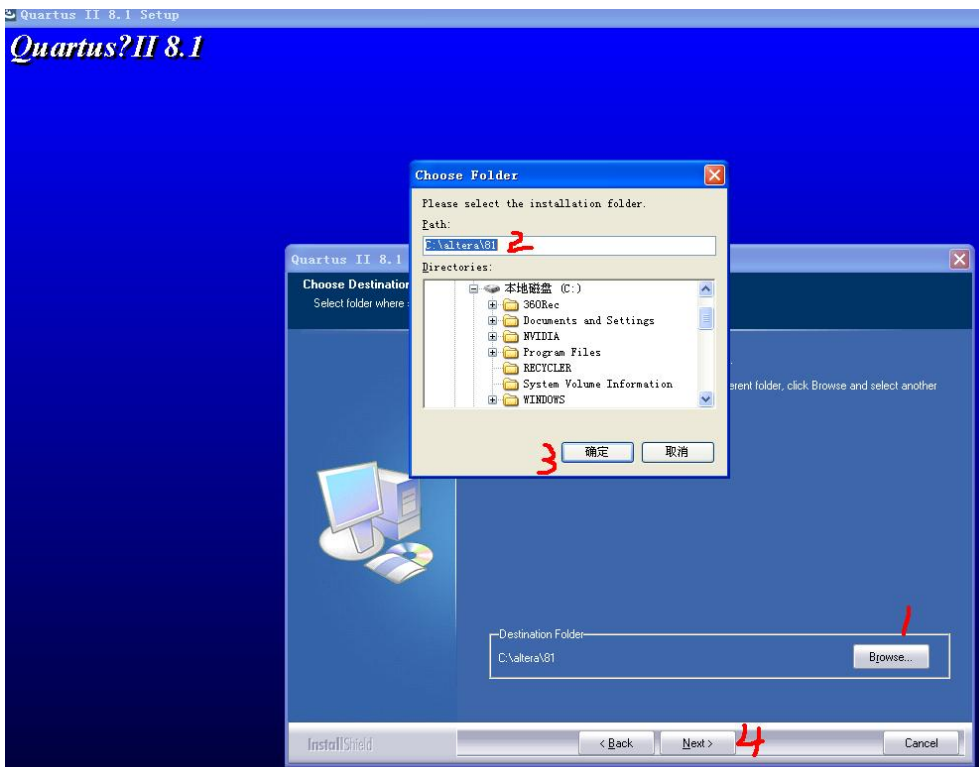 Quartus II 8.1 Setup
Quartus?II 8.1
Choose Folder
Please select the installation folder.
Path:
C:\altera\81
2
Directories:
本地磁盘 (C:)
360Rec
Documents and Settings
NVIDIA
Program Files
RECYCLER
System Volume Information
WINDOWS
3
确定
取消
Quartus II 8.1
Choose Destination
Select folder where
erent folder, click Browse and select another
1
Destination Folder
C:\altera\81
Browse...
InstallShield
< Back
Next >
4
Cancel